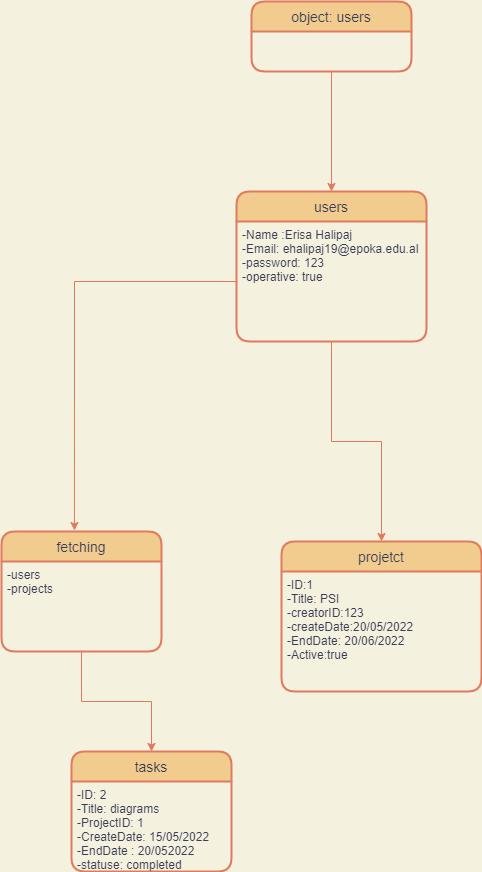 object: users
users
-Name :Erisa Halipaj
-Email: ehalipaj19@epoka.edu.al
-password: 123
-operative: true
fetching
-users
-projects
projetct
-ID:1
-Title: PSI
-creatorID:123
-createDate:20/05/2022
-EndDate: 20/06/2022
-Active:true
tasks
-ID: 2
-Title: diagrams
-ProjectID: 1
-CreateDate: 15/05/2022
-EndDate : 20/052022
-statuse: completed